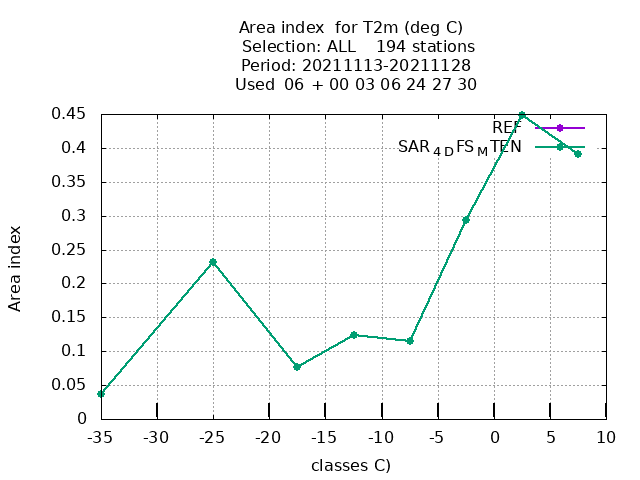 Area index  for T2m (deg C)
Selection: ALL    194 stations
Period: 20211113-20211128
Used  06  + 00 03 06 24 27 30
0.45
0.4
0.35
0.3
0.25
0.2
0.15
0.1
0.05
0
Area index
REF
SAR4DFSMTEN
-35 -30 -25 -20 -15 -10 -5 0 5 10
classes C)